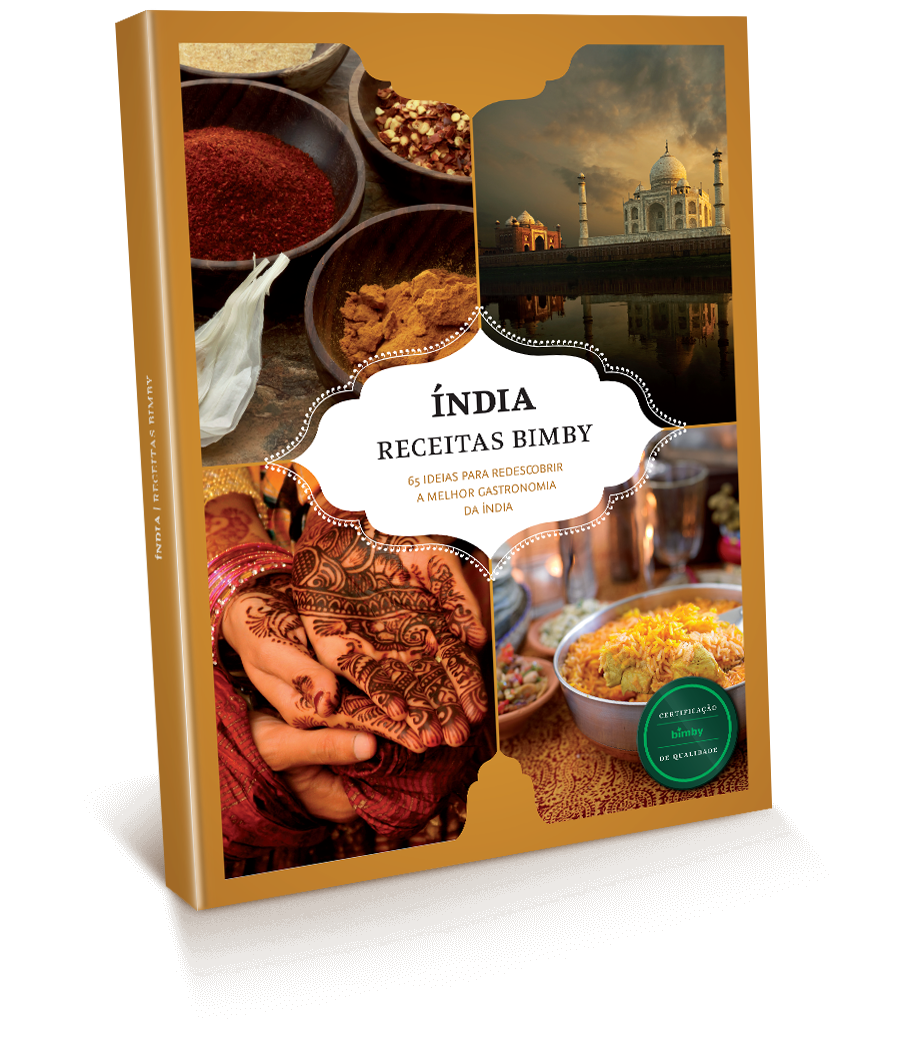 ÍNDIA
RECEITAS BIMBY
65 IDEIAS PARA REDESCOBRIR
A MELHOR GASTRONOMIA
DA ÍNDIA
ÍNDIA | RECEITAS BIMBY
CERTIFICAÇÃO
bimby
DE QUALIDADE